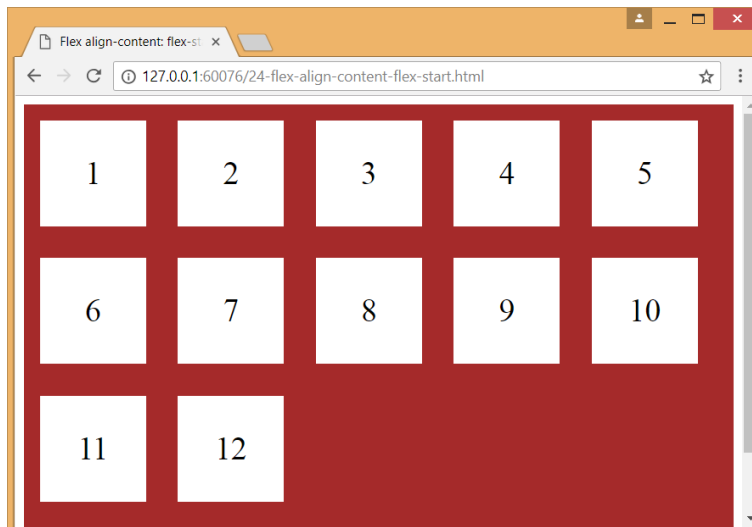 Flex align-content: flex-st
127.0.0.1:60076/24-flex-align-content-flex-start.html
1 2 3 4 5
6 7 8 9 10
11 12